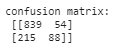 confusion matrix:
[[839 54]
[215 88]]